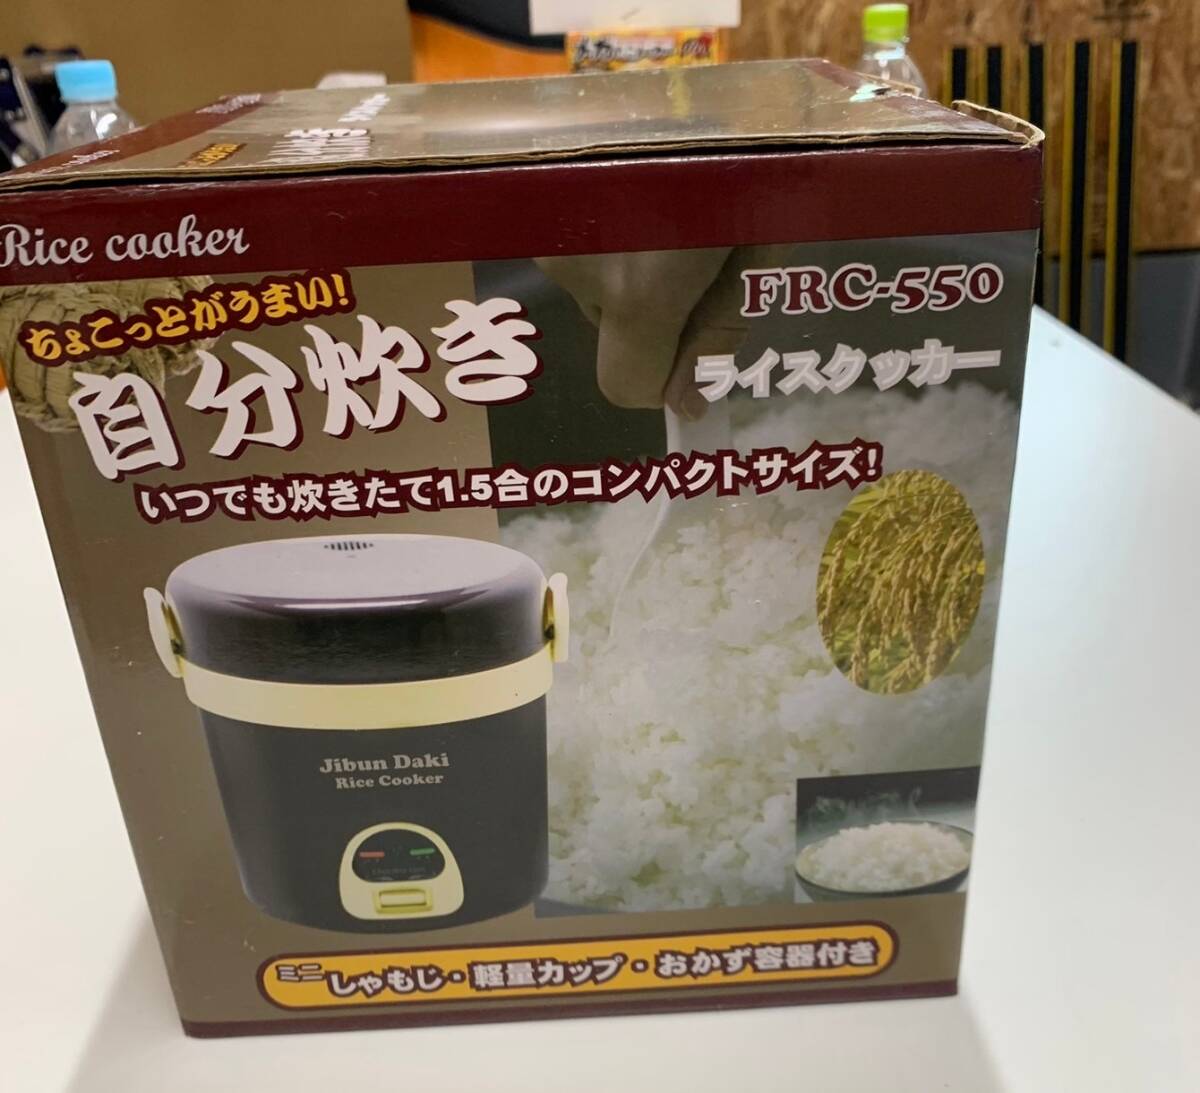 Rice cooker
ちょこっとがうまい!
自分炊き
FRC-550
ライスクッカー
いつでも炊きたて1.5合のコンパクトサイズ!
Jibun Daki
Rice Cooker
ミニしゃもじ・軽量カップ・おかず容器付き